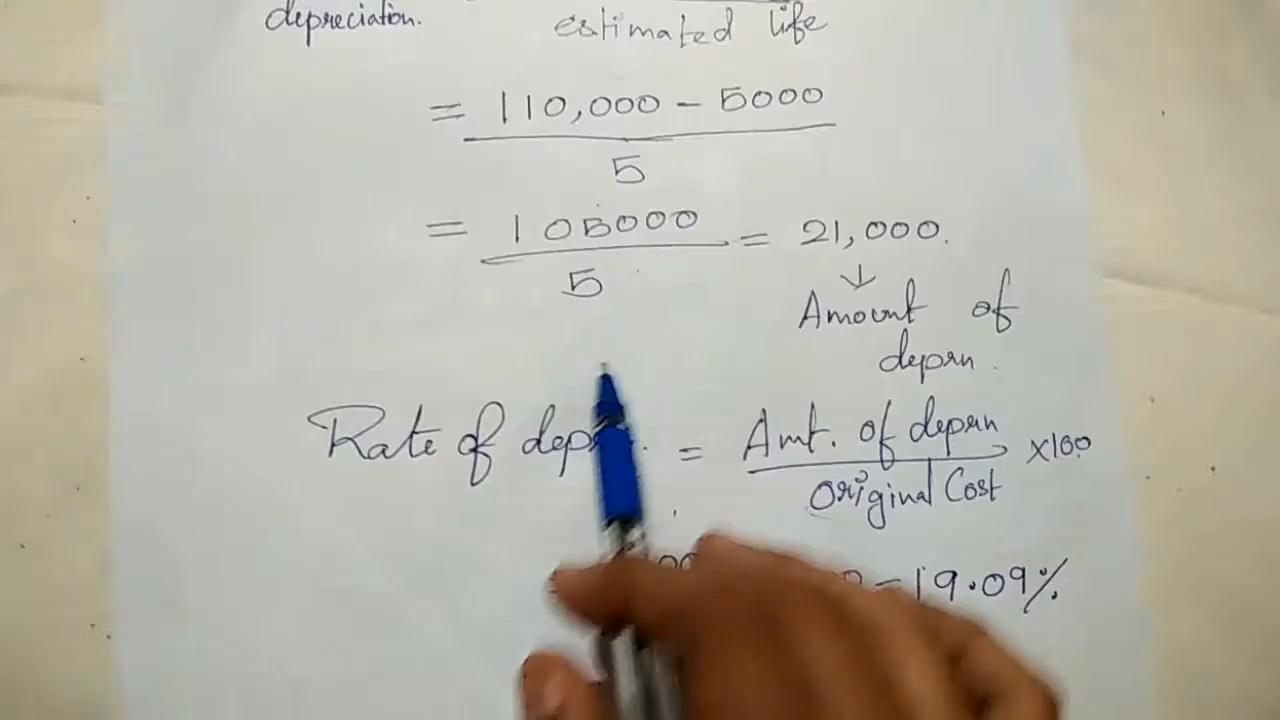 depreciation. estimated life
= 110,000 - 5000
5
= 105000 = 21,000.
5
↓
Amount of
deprn.
Rate of dep = Amt. of deprn ×100
Original Cost
- 19.09%